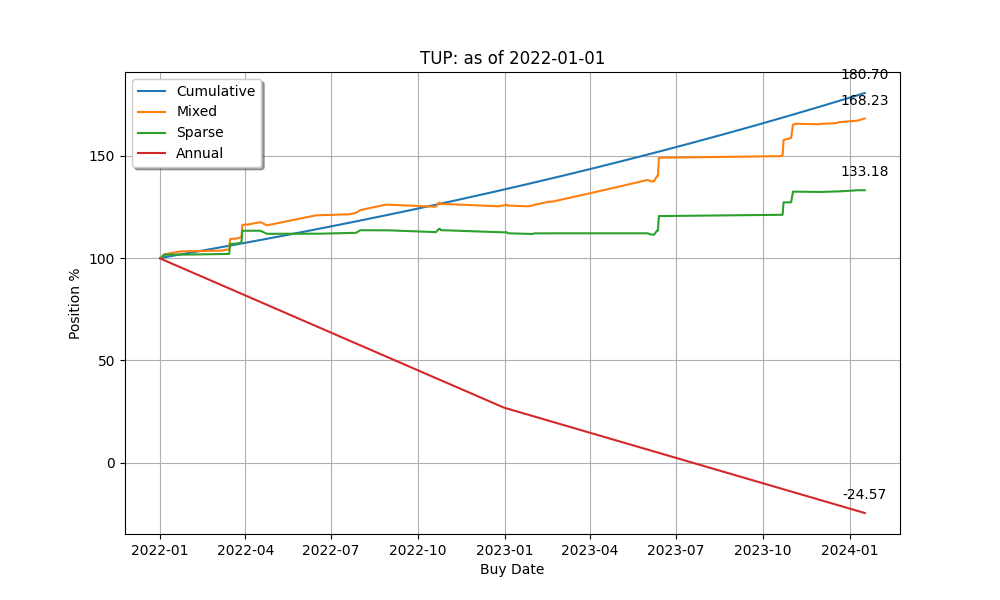 TUP: as of 2022-01-01
180.70
168.23
133.18
-24.57
Cumulative
Mixed
Sparse
Annual
Position %
150
100
50
0
2022-01 2022-04 2022-07 2022-10 2023-01 2023-04 2023-07 2023-10 2024-01
Buy Date